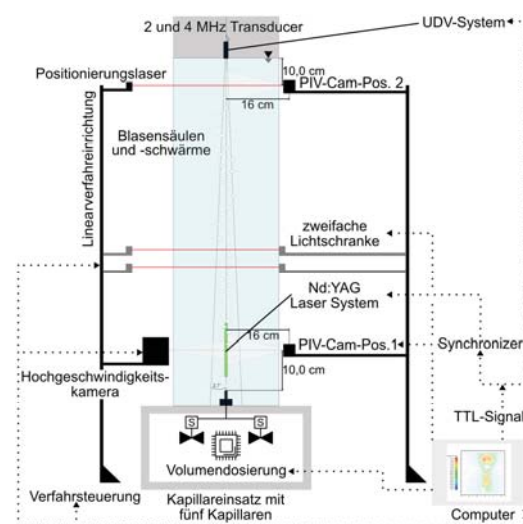 2 und 4 MHz Transducer
UDV-System
Positionierungslaser
10,0 cm
PIV-Cam-Pos. 2
16 cm
Blasensäulen
und -schwärme
Linearverfahreinrichtung
zweifache
Lichtschranke
Nd:YAG
Laser System
16 cm
PIV-Cam-Pos.1
Synchronizer
10,0 cm
Hochgeschwindigkeits-
kamera
TTL-Signal
S
S
Volumendosierung
Verfahrsteuerung
Kapillareinsatz mit
fünf Kapillaren
Computer